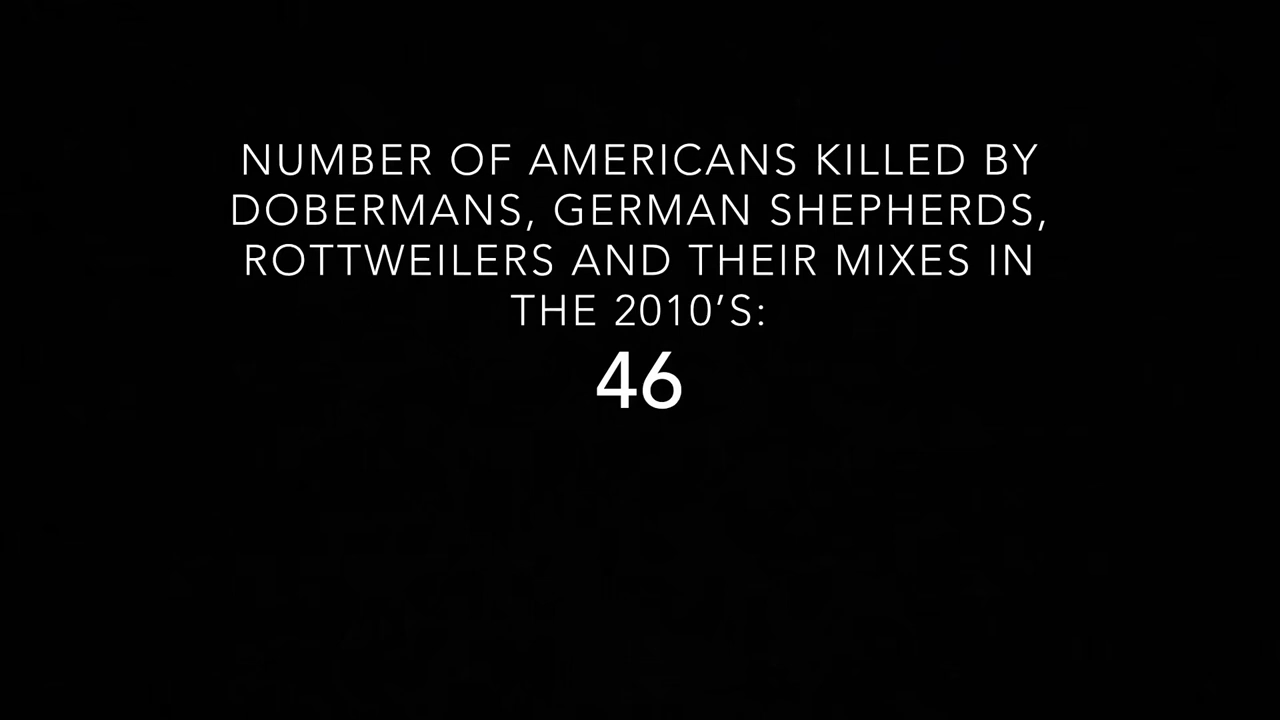 NUMBER OF AMERICANS KILLED BY
DOBERMANS, GERMAN SHEPHERDS,
ROTTWEILERS AND THEIR MIXES IN
THE 2010’S:
46